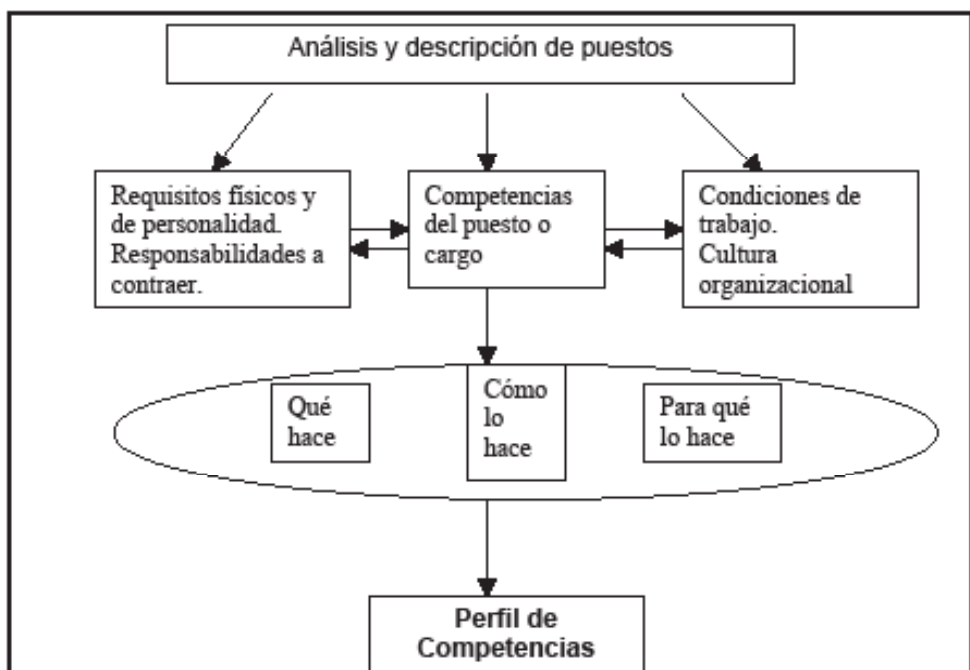 Análisis y descripción de puestos
Requisitos físicos y
de personalidad.
Responsabilidades a
contraer.
Competencias
del puesto o
cargo
Condiciones de
trabajo.
Cultura
organizacional
Qué
hace
Cómo
lo
hace
Para qué
lo hace
Perfil de
Competencias